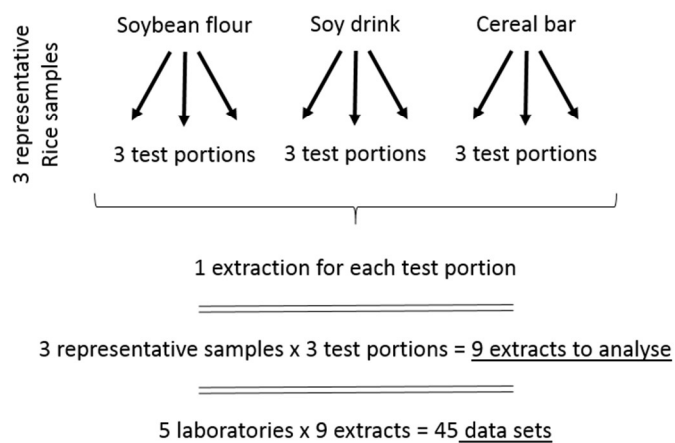 3 representative
Rice samples
Soybean flour
Soy drink
Cereal bar
3 test portions
3 test portions
3 test portions
1 extraction for each test portion
3 representative samples x 3 test portions = 9 extracts to analyse
5 laboratories x 9 extracts = 45 data sets